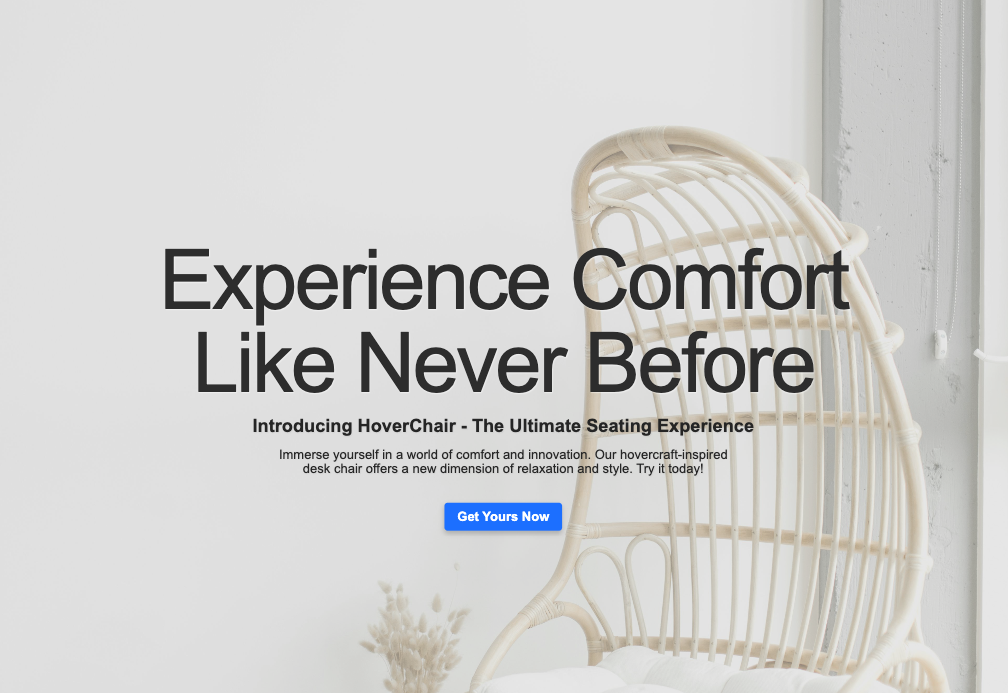 Experience Comfort
Like Never Before
Introducing HoverChair - The Ultimate Seating Experience
Immerse yourself in a world of comfort and innovation. Our hovercraft-inspired
desk chair offers a new dimension of relaxation and style. Try it today!
Get Yours Now